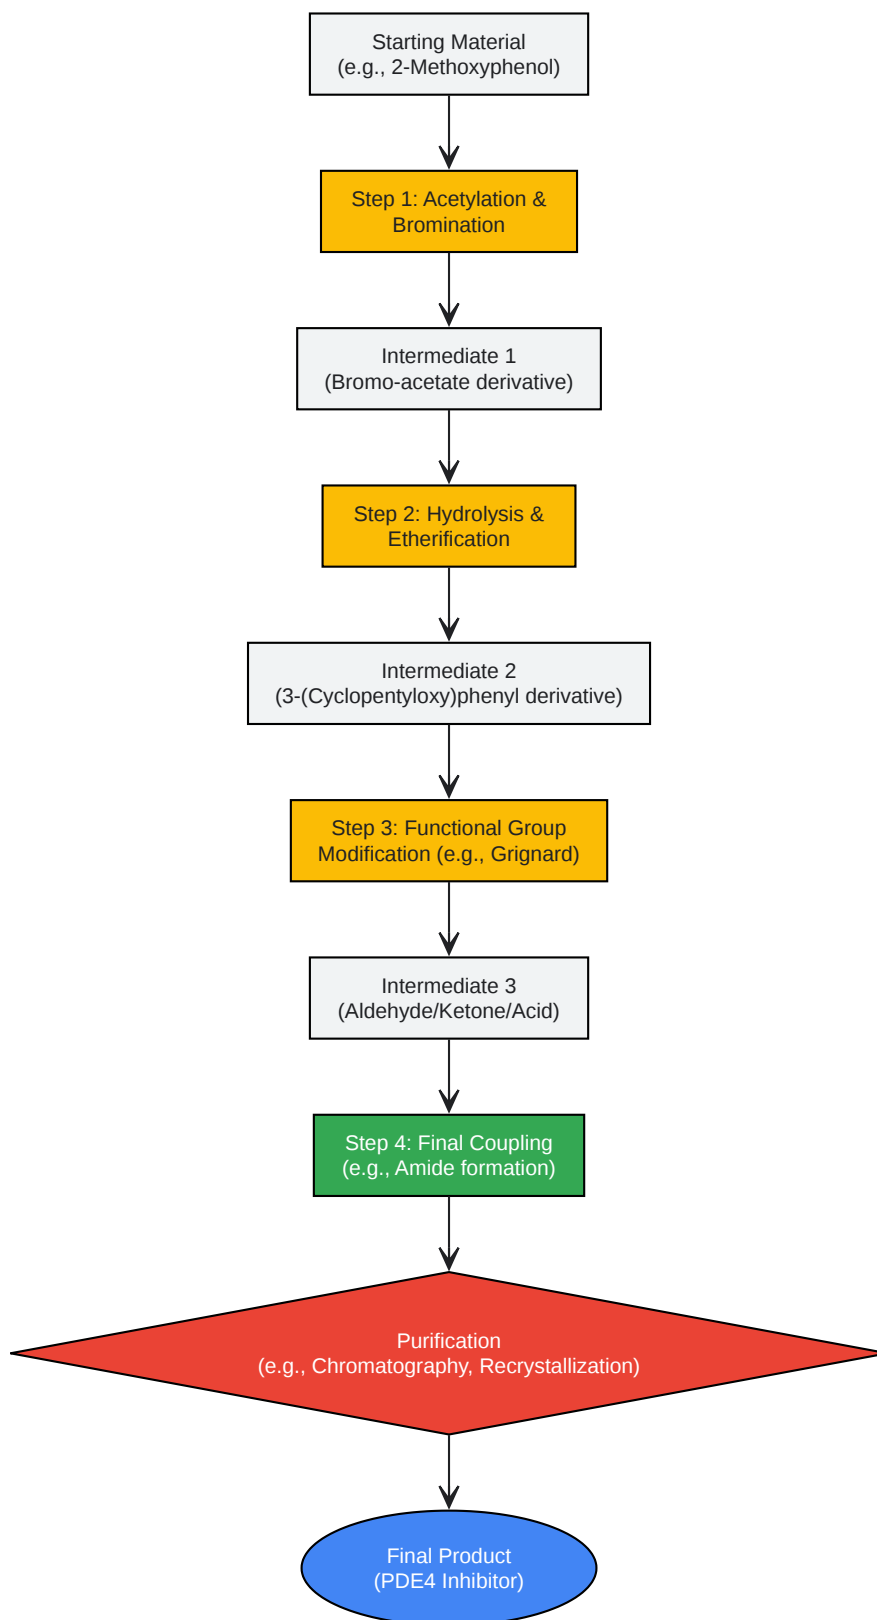 Starting Material
(e.g., 2-Methoxyphenol)
Step 1: Acetylation &
Bromination
Intermediate 1
(Bromo-acetate derivative)
Step 2: Hydrolysis &
Etherification
Intermediate 2
(3-(Cyclopentyloxy)phenyl derivative)
Step 3: Functional Group
Modification (e.g., Grignard)
Intermediate 3
(Aldehyde/Ketone/Acid)
Step 4: Final Coupling
(e.g., Amide formation)
Purification
(e.g., Chromatography, Recrystallization)
Final Product
(PDE4 Inhibitor)